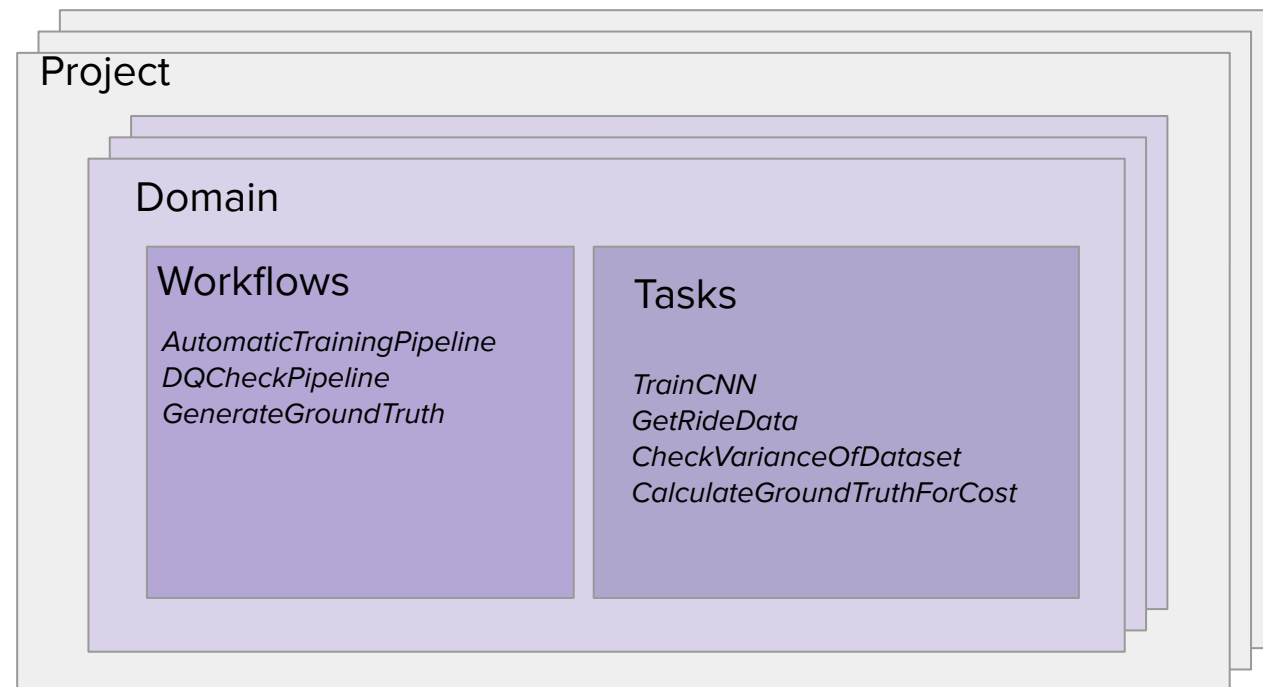 Project
Domain
Workflows
AutomaticTrainingPipeline
DQCheckPipeline
GenerateGroundTruth
Tasks
TrainCNN
GetRideData
CheckVarianceOfDataset
CalculateGroundTruthForCost